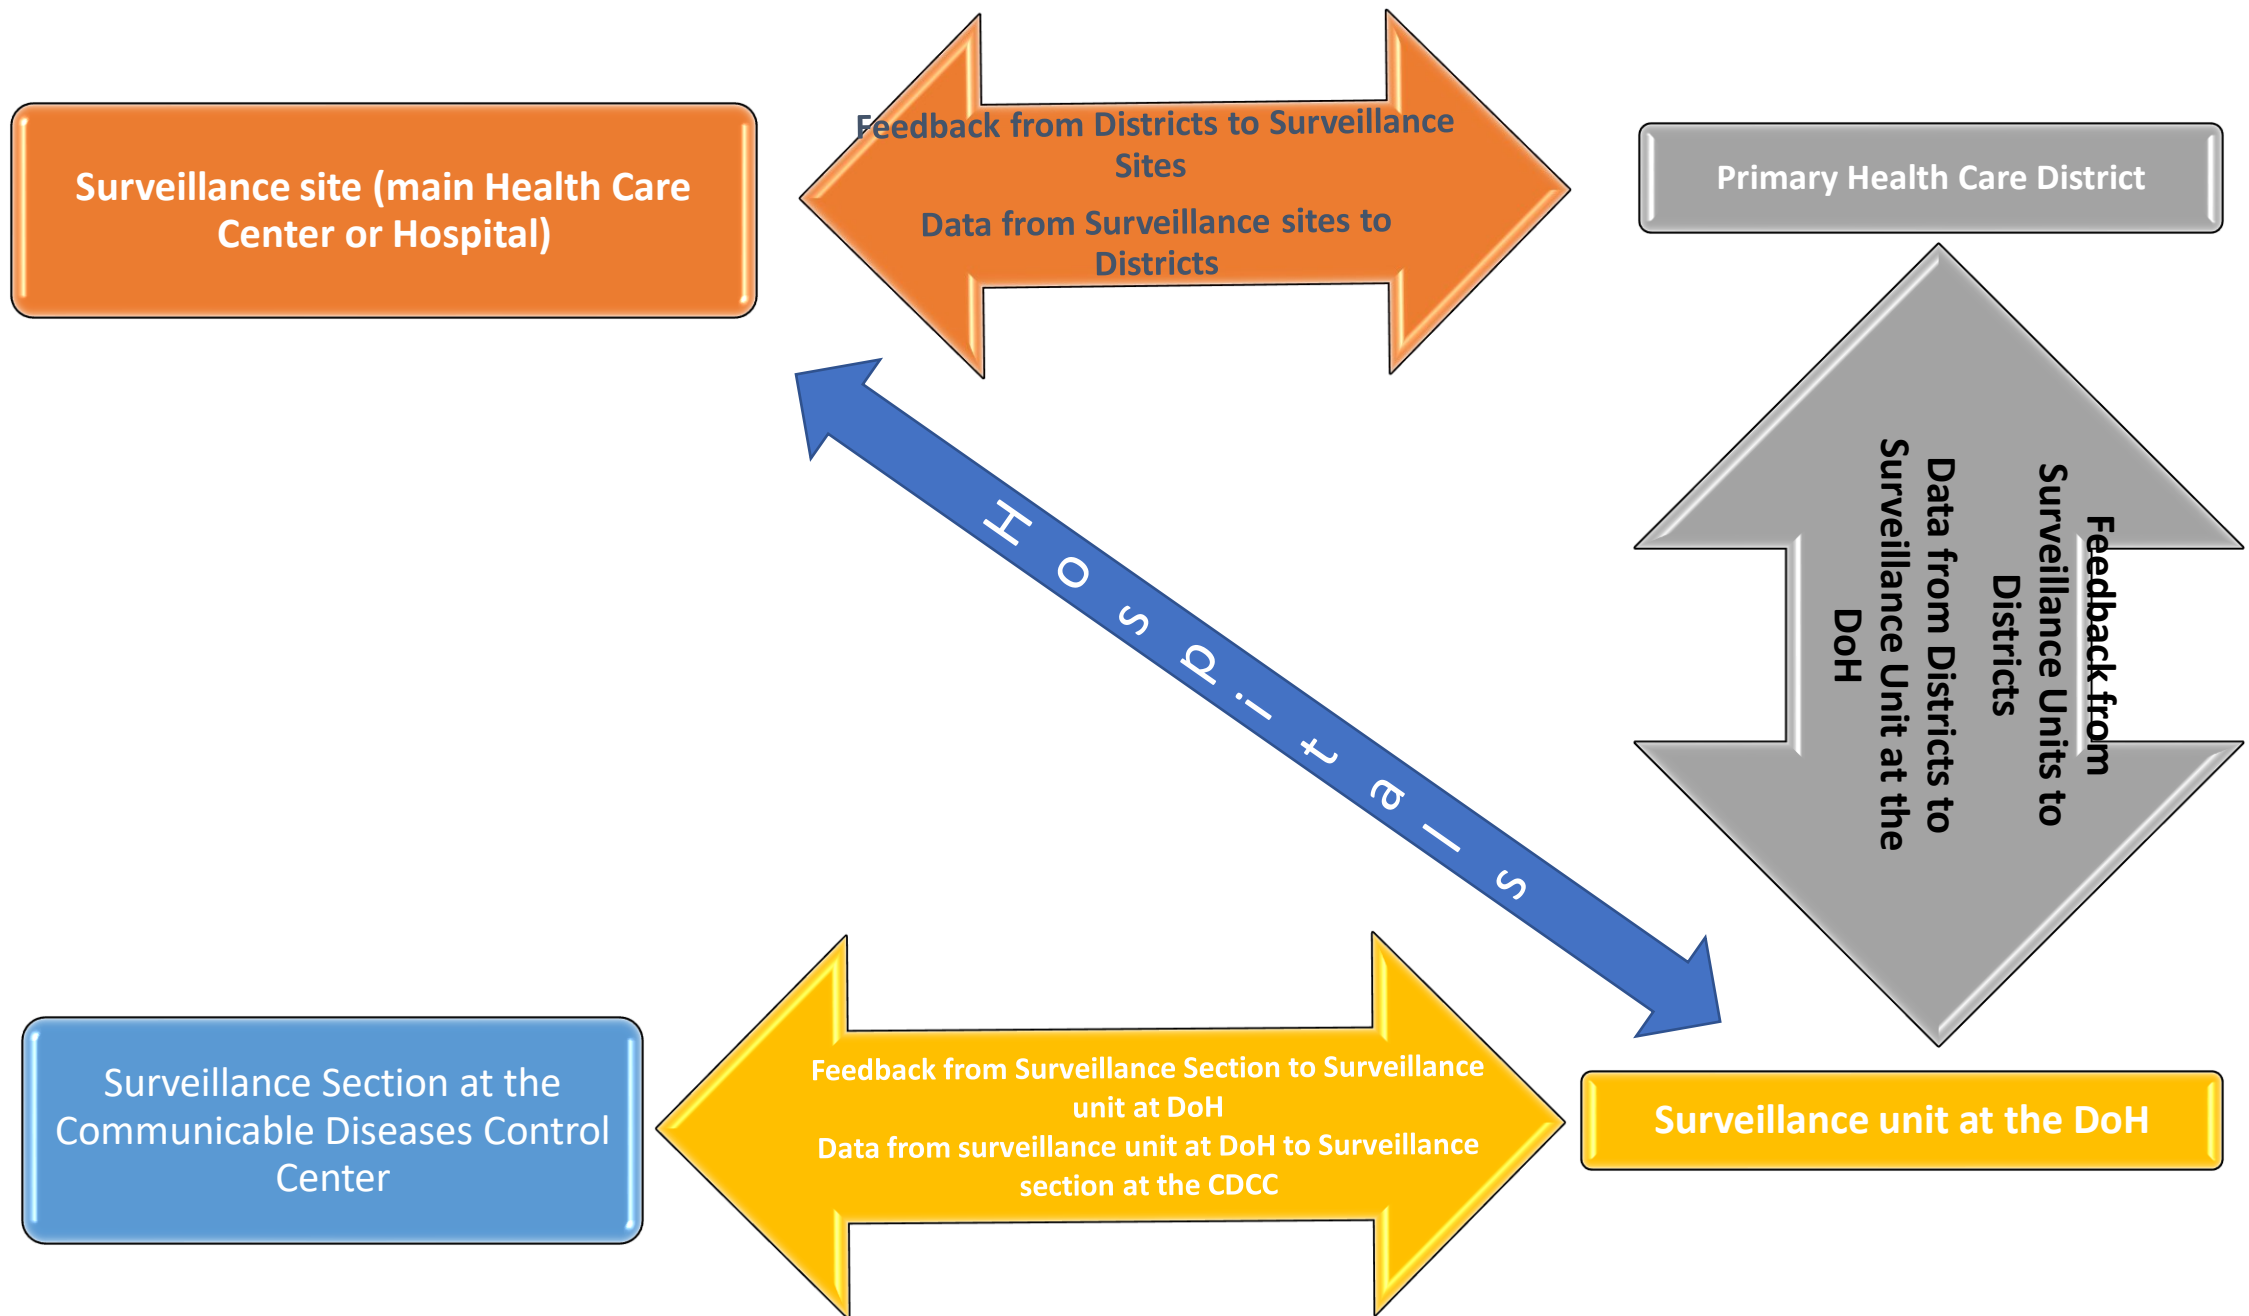 Surveillance site (main Health Care
Center or Hospital)
Feedback from Districts to Surveillance
Sites
Data from Surveillance sites to
Districts
Primary Health Care District
Feedback from
Surveillance Units to
Districts
Data from Districts to
Surveillance Unit at the
DoH
Hospitals
Surveillance Section at the
Communicable Diseases Control
Center
Feedback from Surveillance Section to Surveillance
unit at DoH
Data from surveillance unit at DoH to Surveillance
section at the CDCC
Surveillance unit at the DoH